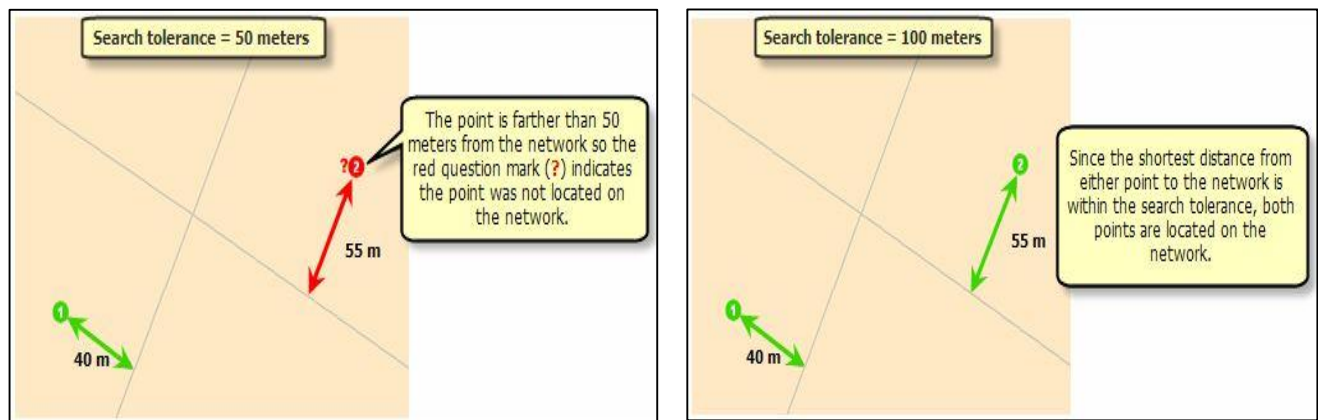 Search tolerance = 50 meters
The point is farther than 50
meters from the network so the
red question mark (?) indicates
the point was not located on
the network.
?2
55 m
1
40 m
Search tolerance = 100 meters
Since the shortest distance from
either point to the network is
within the search tolerance, both
points are located on the
network.
2
55 m
1
40 m